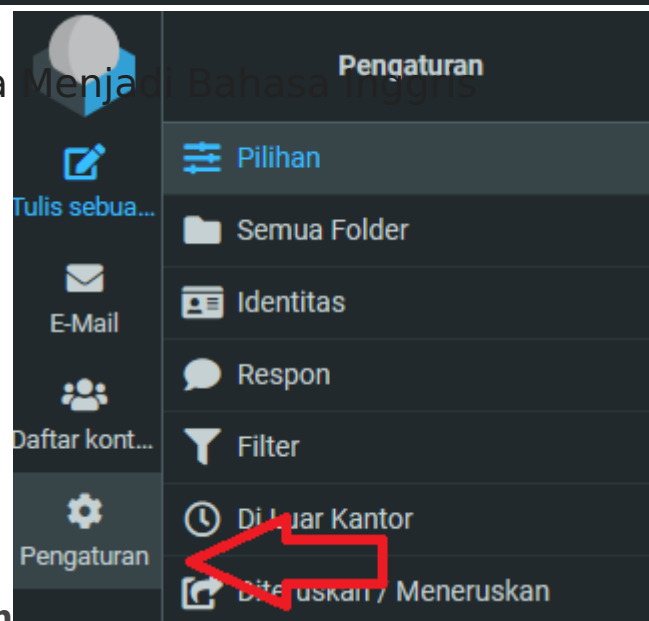 a Menjadi Bahasa Inggris
Pengaturan
Tulis sebua...
E-Mail
Daftar kont...
Pengaturan
Pilihan
Semua Folder
Identitas
Respon
Filter
Di Luar Kantor
Diteruskan / Meneruskan
n